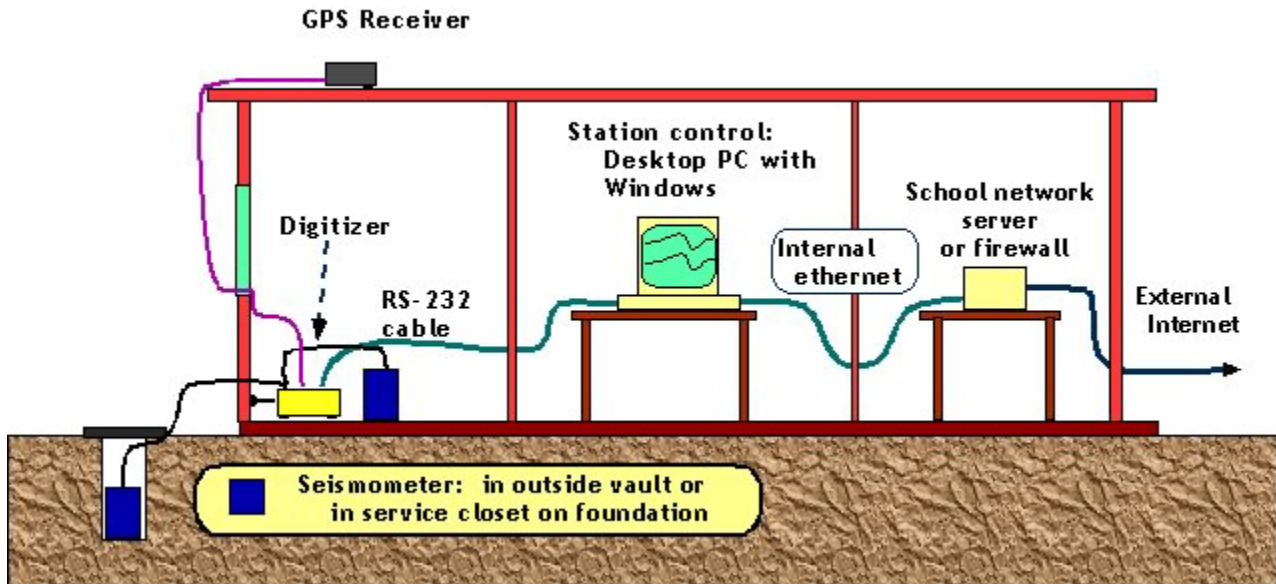 GPS Receiver
Station control:
Desktop PC with
Windows
School network
server
or firewall
Digitizer
Internal
ethernet
RS-232
cable
External
Internet
Seismometer: in outside vault or
in service closet on foundation